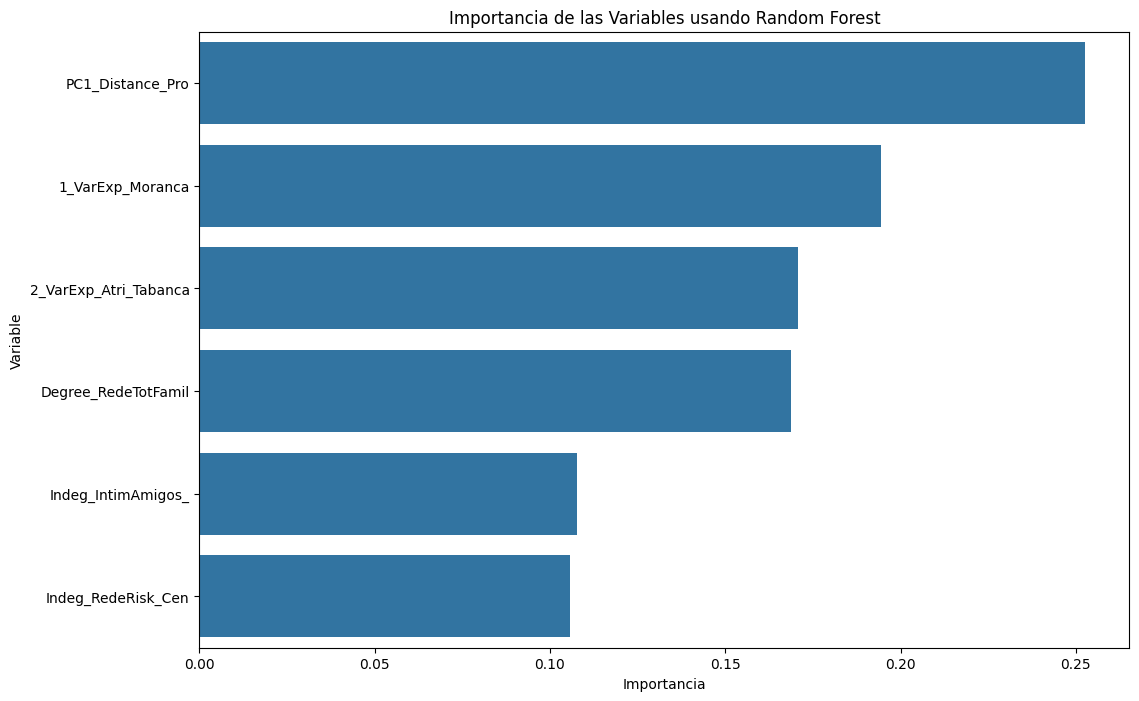 Importancia de las Variables usando Random Forest
PC1_Distance_Pro
1_VarExp_Moranca
2_VarExp_Atri_Tabanca
Degree_RedeTotFamil
Indeg_IntimAmigos_
Indeg_RedeRisk_Cen
Variable
0.00 0.05 0.10 0.15 0.20 0.25
Importancia